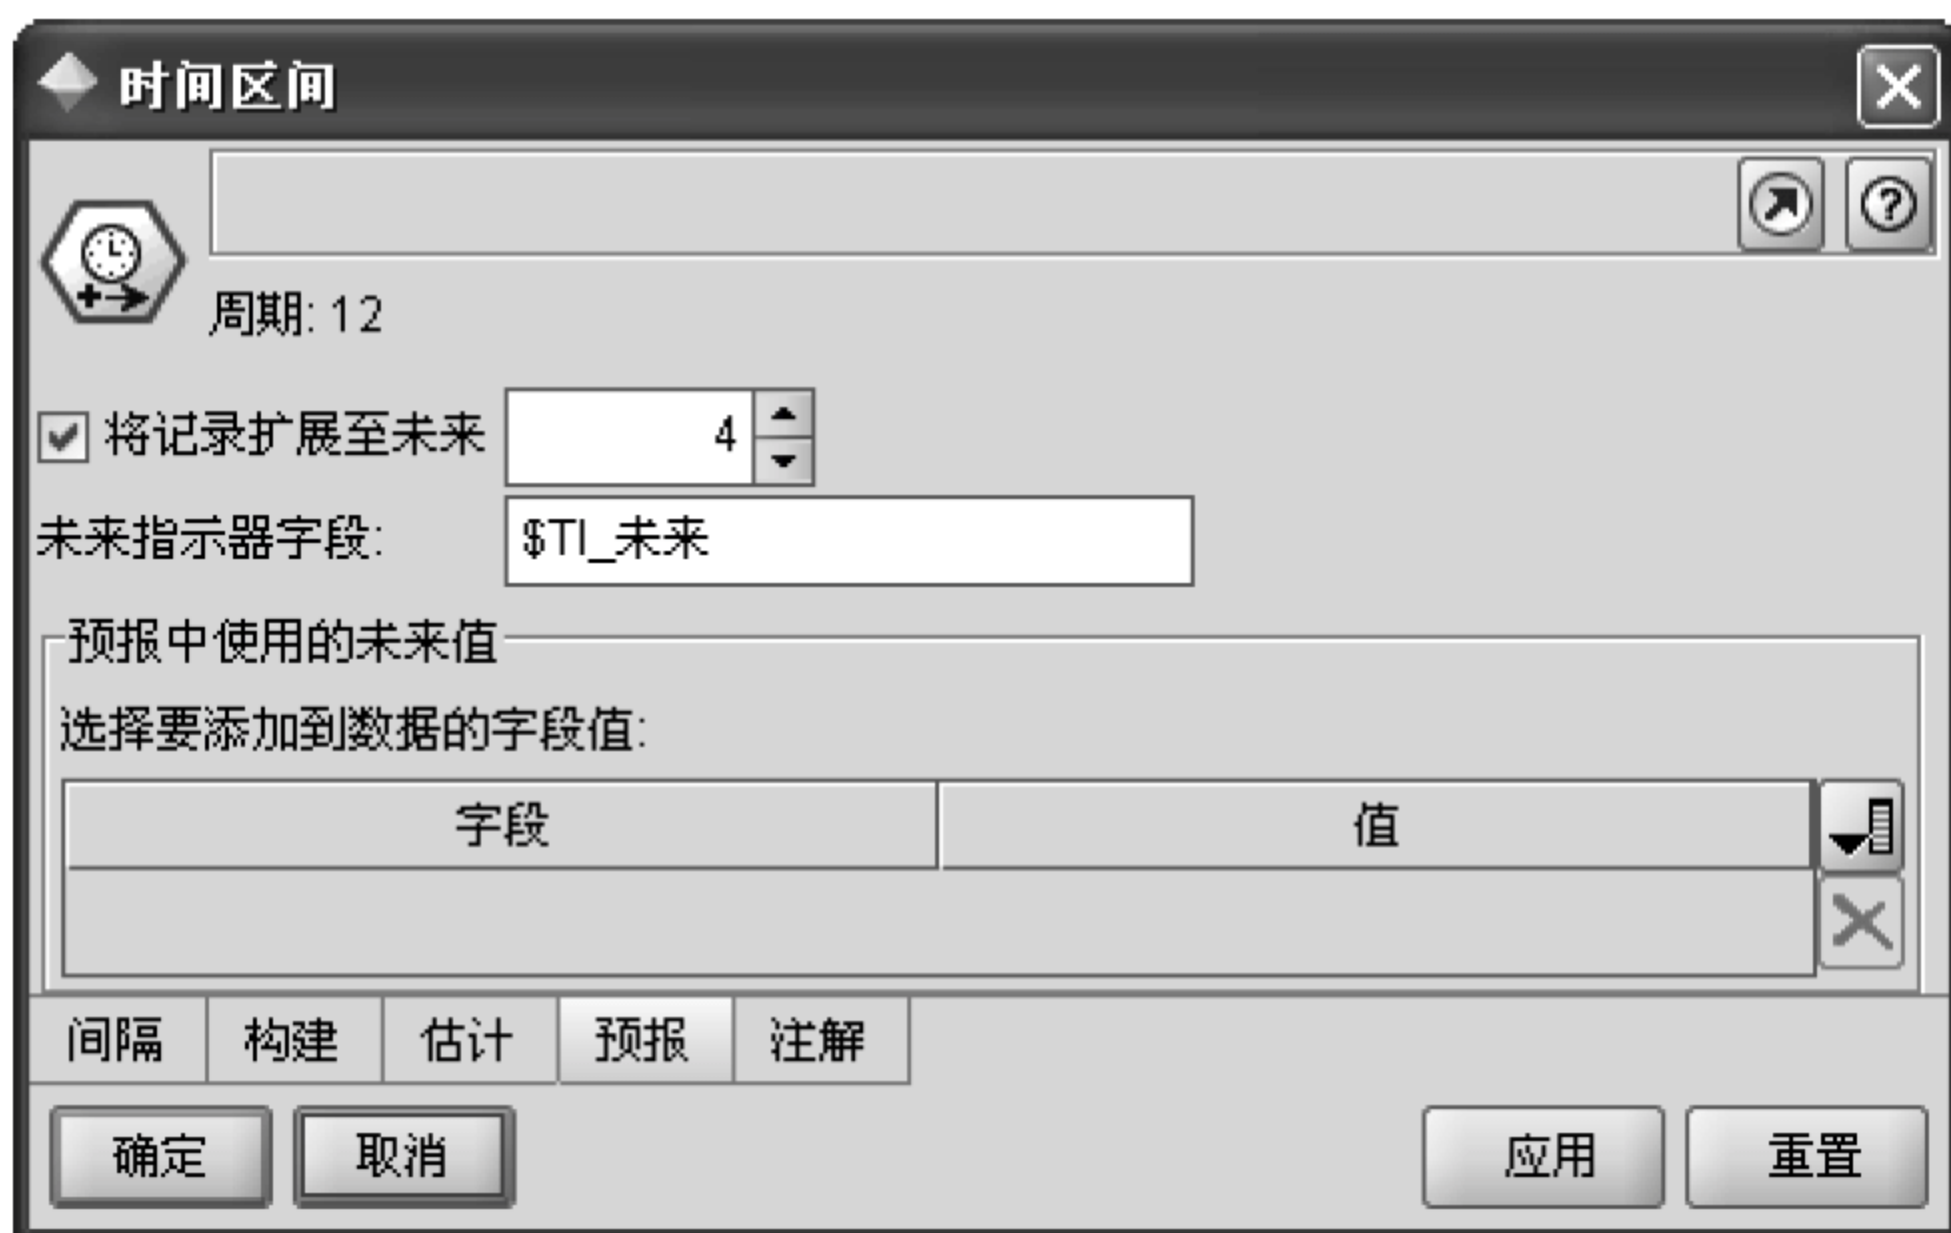 时间区间
周期: 12
将记录扩展至未来 4
未来指示器字段: $TI_未来
预报中使用的未来值
选择要添加到数据的字段值:
字段 值
间隔 构建 估计 预报 注解
确定 取消 应用 重置